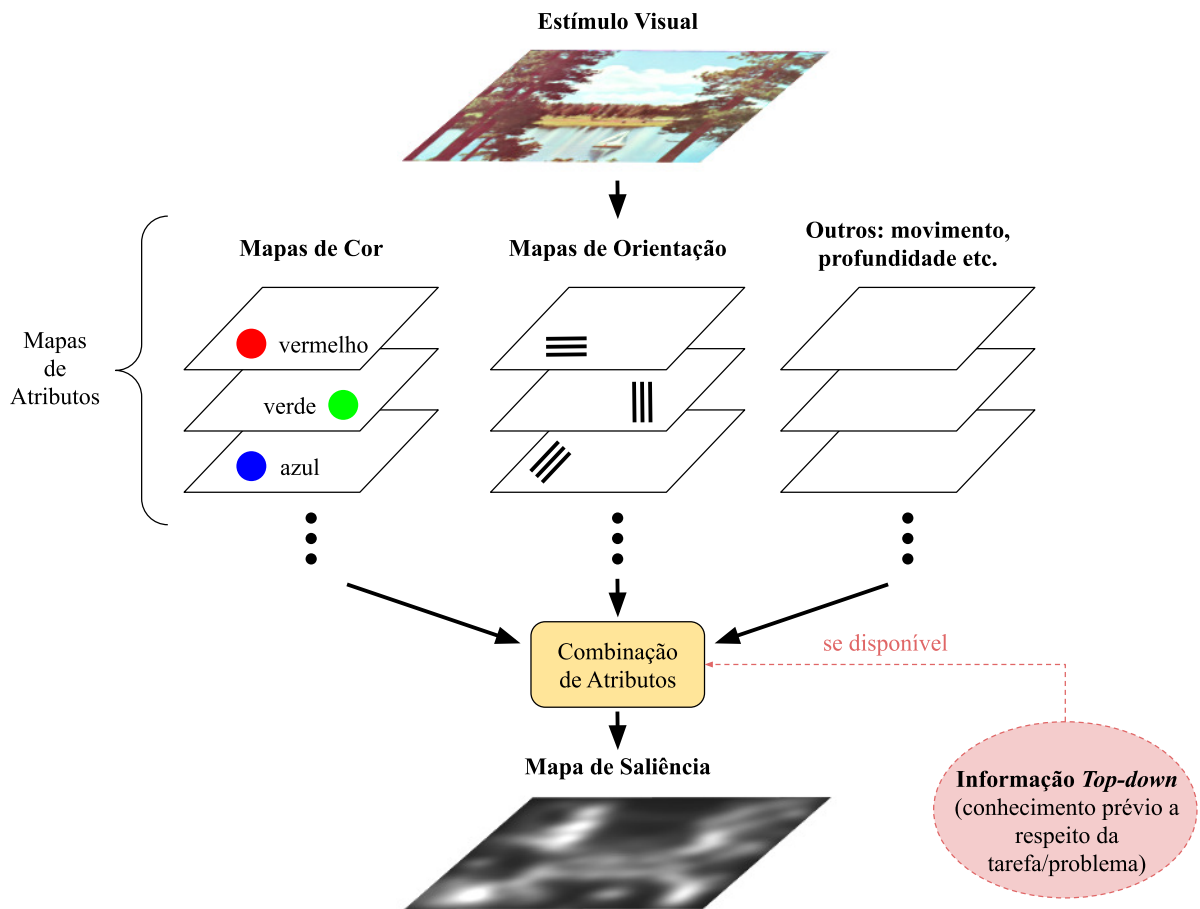 Estímulo Visual
Mapas de Cor
Mapas de Orientação
Outros: movimento,
profundidade etc.
Mapas
de
Atributos
vermelho
verde
azul
Combinação
de Atributos
se disponível
Mapa de Saliência
Informação Top-down
(conhecimento prévio a
respeito da
tarefa/problema)